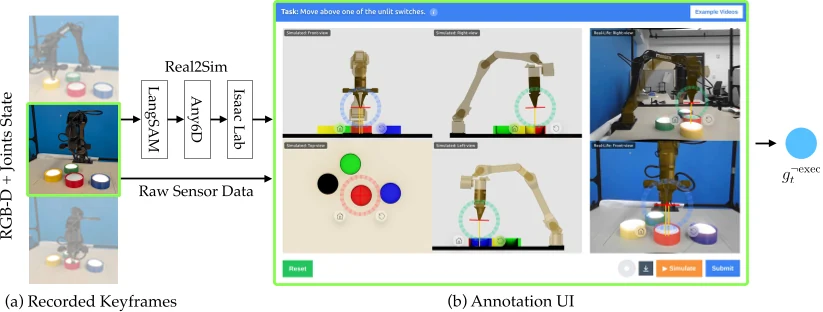 RGB-D + Joints State
Real2Sim
LangSAM
Any6D
Isaac Lab
Raw Sensor Data
Task: Move above one of the unlit switches.
Example Videos
Simulated: Front-view
Simulated: Right-view
Real-Life: Right-view
Simulated: Top-view
Simulated: Left-view
Real-Life: Front-view
Reset
▶ Simulate
Submit
g_t^¬exec
(a) Recorded Keyframes
(b) Annotation UI